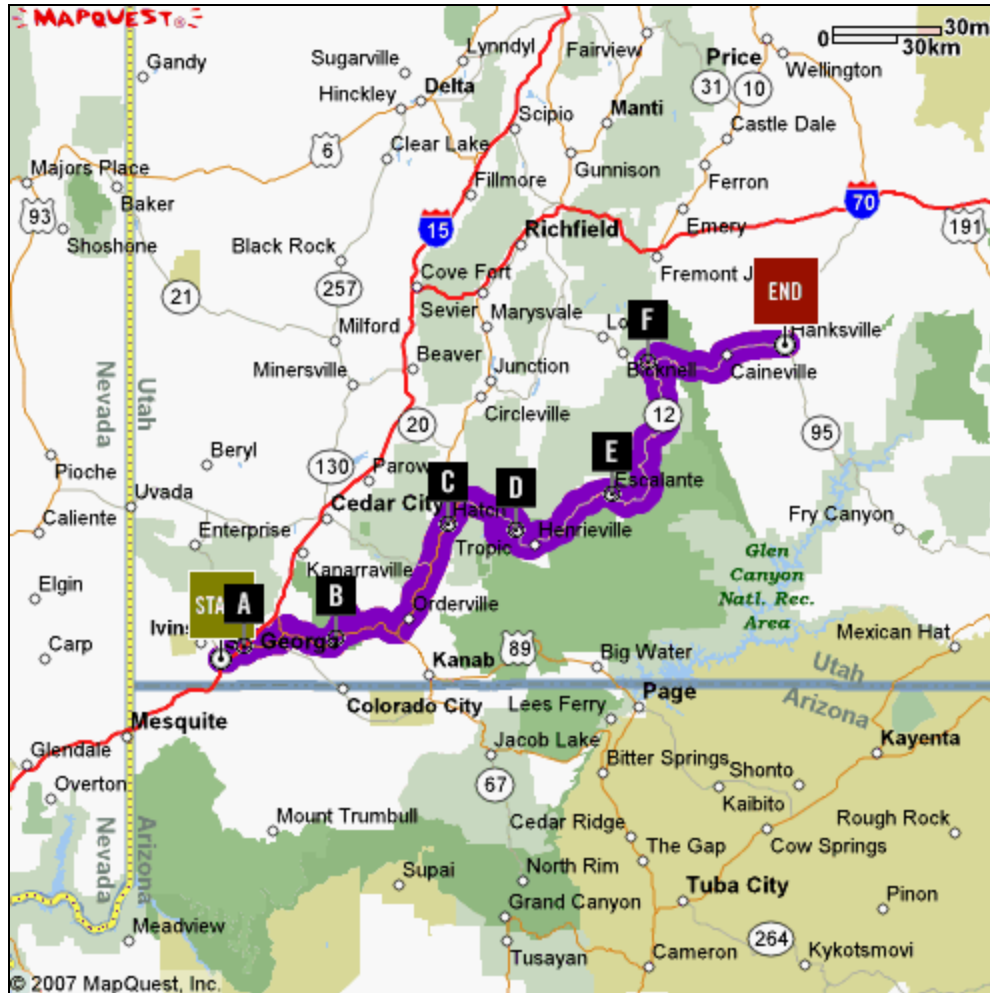 MAPQUEST®
0 30m
30km
Gandy
Sugarville
Lynndyl
Fairview
Price
Wellington
Delta
31
10
Hinckley
Manti
Scipio
Castle Dale
6
Clear Lake
Gunnison
Majors Place
Fillmore
Ferron
Baker
70
93
15
Richfield
Emery
191
Shoshone
Black Rock
Fremont J
Cove Fort
END
21
257
Sevier
Marysvale
Milford
Lo
F
Hanksville
Beaver
Junction
Bicknell
Caineville
Minersville
Nevada
Utah
Circleville
12
20
95
Beryl
E
130
Parow
Pioche
C
D
Escalante
Uvada
Cedar City
Hatch
Caliente
Enterprise
Henrieville
Fry Canyon
Tropic
Glen
Canyon
Natl. Rec.
Area
Kanarraville
Elgin
STA
A
B
Orderville
Ivins
George
Mexican Hat
Carp
89
Big Water
Kanab
Utah
Page
Arizona
Colorado City
Lees Ferry
Mesquite
Jacob Lake
Kayenta
Glendale
Bitter Springs
Shonto
Overton
67
Kaibito
Nevada
Arizona
Mount Trumbull
Cedar Ridge
Rough Rock
The Gap
Cow Springs
Supai
North Rim
Tuba City
Pinon
Grand Canyon
Meadview
264
Tusayan
Cameron
Kykotsmovi
© 2007 MapQuest, Inc.